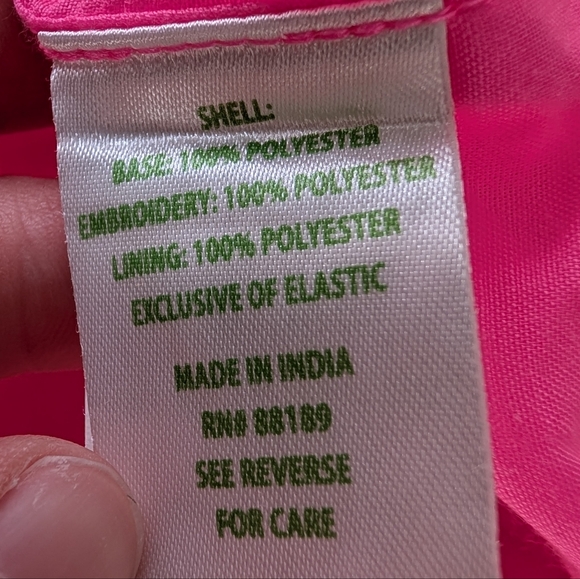 SHELL:
BASE: 100% POLYESTER
EMBROIDERY: 100% POLYESTER
LINING: 100% POLYESTER
EXCLUSIVE OF ELASTIC
MADE IN INDIA
RN# 88189
SEE REVERSE
FOR CARE